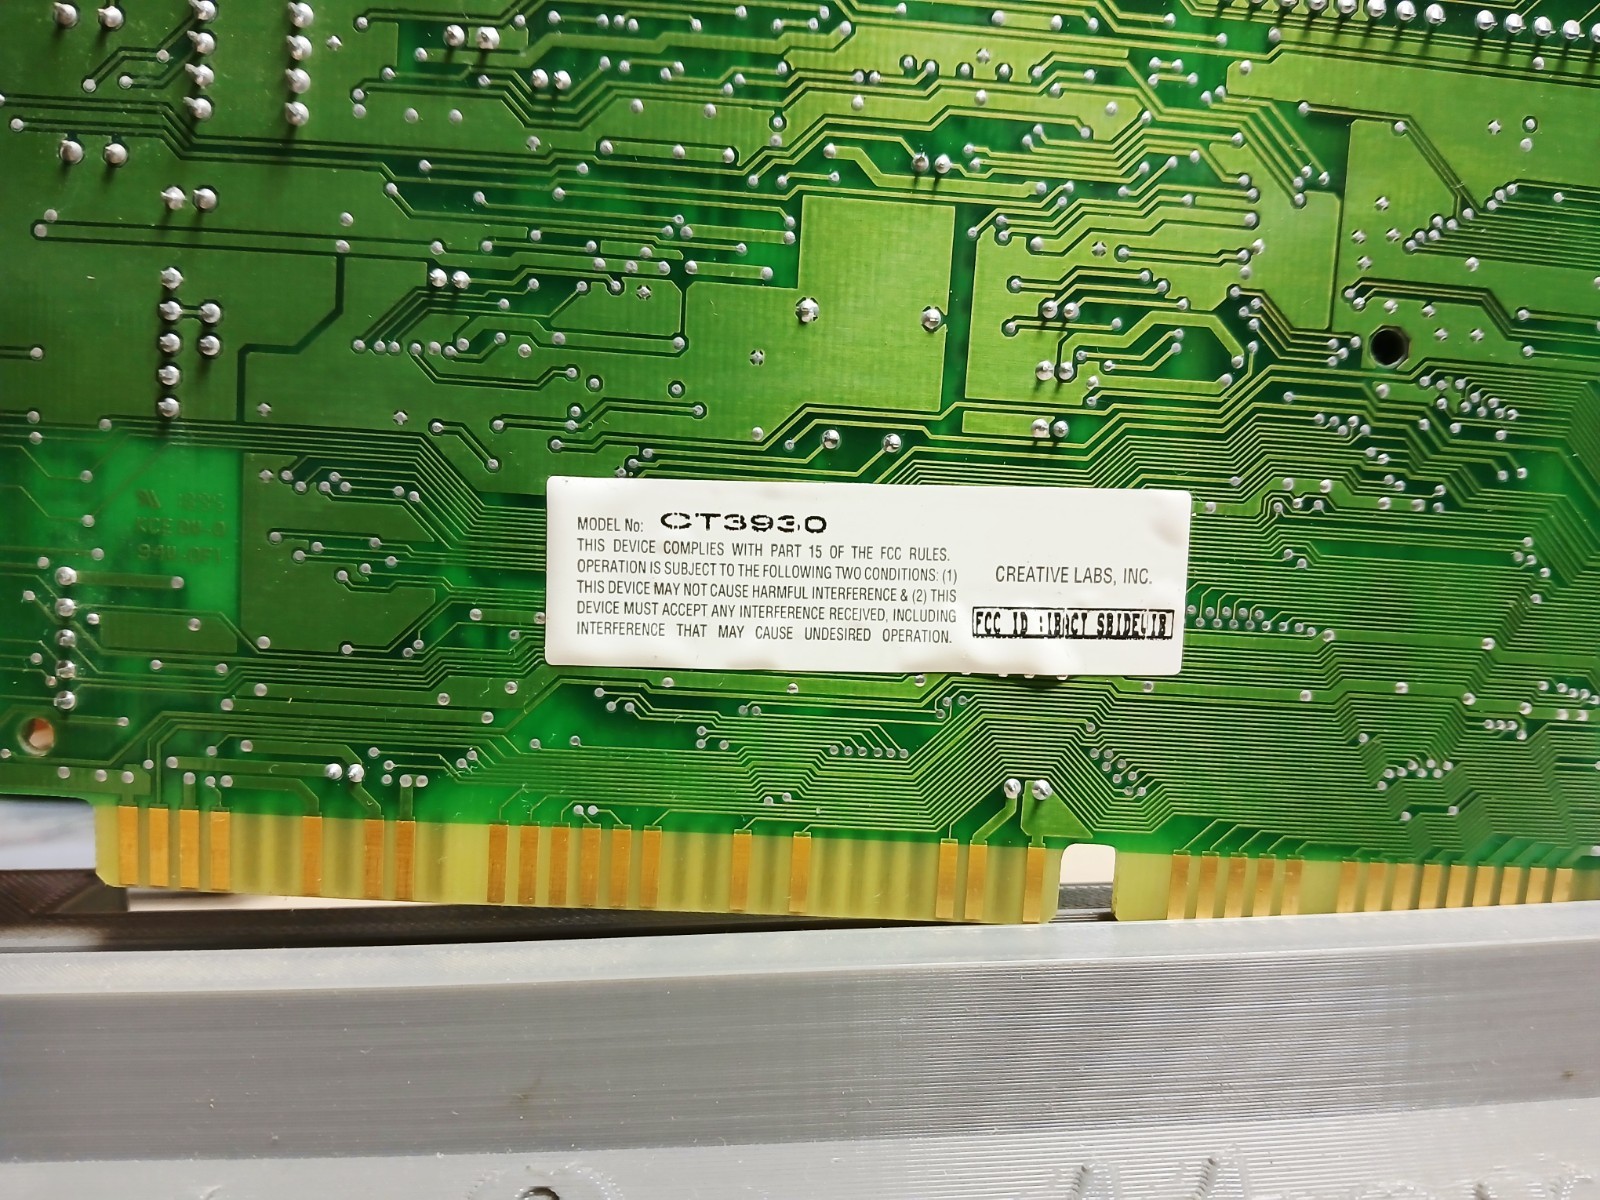 MODEL No: CT3930
THIS DEVICE COMPLIES WITH PART 15 OF THE FCC RULES.
OPERATION IS SUBJECT TO THE FOLLOWING TWO CONDITIONS: (1)
THIS DEVICE MAY NOT CAUSE HARMFUL INTERFERENCE & (2) THIS
DEVICE MUST ACCEPT ANY INTERFERENCE RECEIVED, INCLUDING
INTERFERENCE THAT MAY CAUSE UNDESIRED OPERATION.
CREATIVE LABS, INC.
FCC ID :